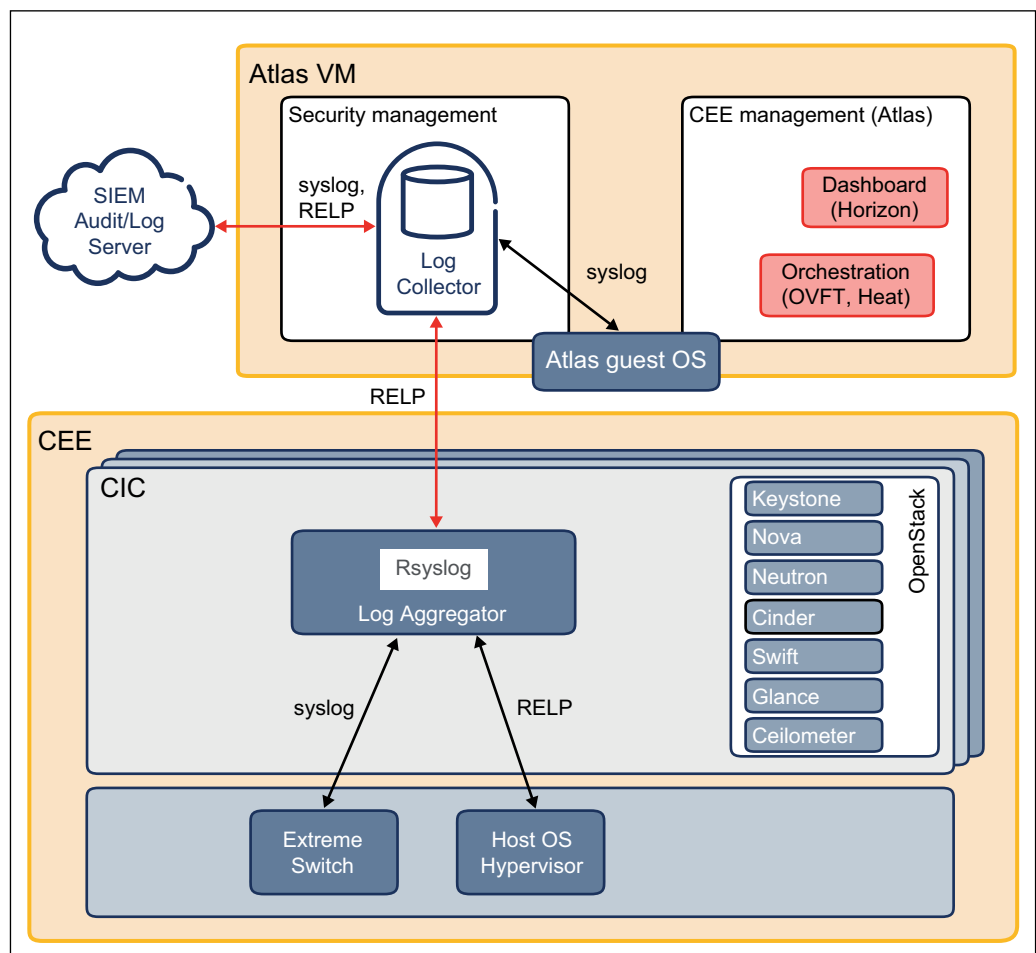 Atlas VM
Security management
CEE management (Atlas)
SIEM
Audit/Log
Server
syslog,
RELP
Log
Collector
syslog
Dashboard
(Horizon)
Orchestration
(OVFT, Heat)
Atlas guest OS
RELP
CEE
CIC
Rsyslog
Log Aggregator
OpenStack
Keystone
Nova
Neutron
Cinder
Swift
Glance
Ceilometer
syslog
RELP
Extreme
Switch
Host OS
Hypervisor